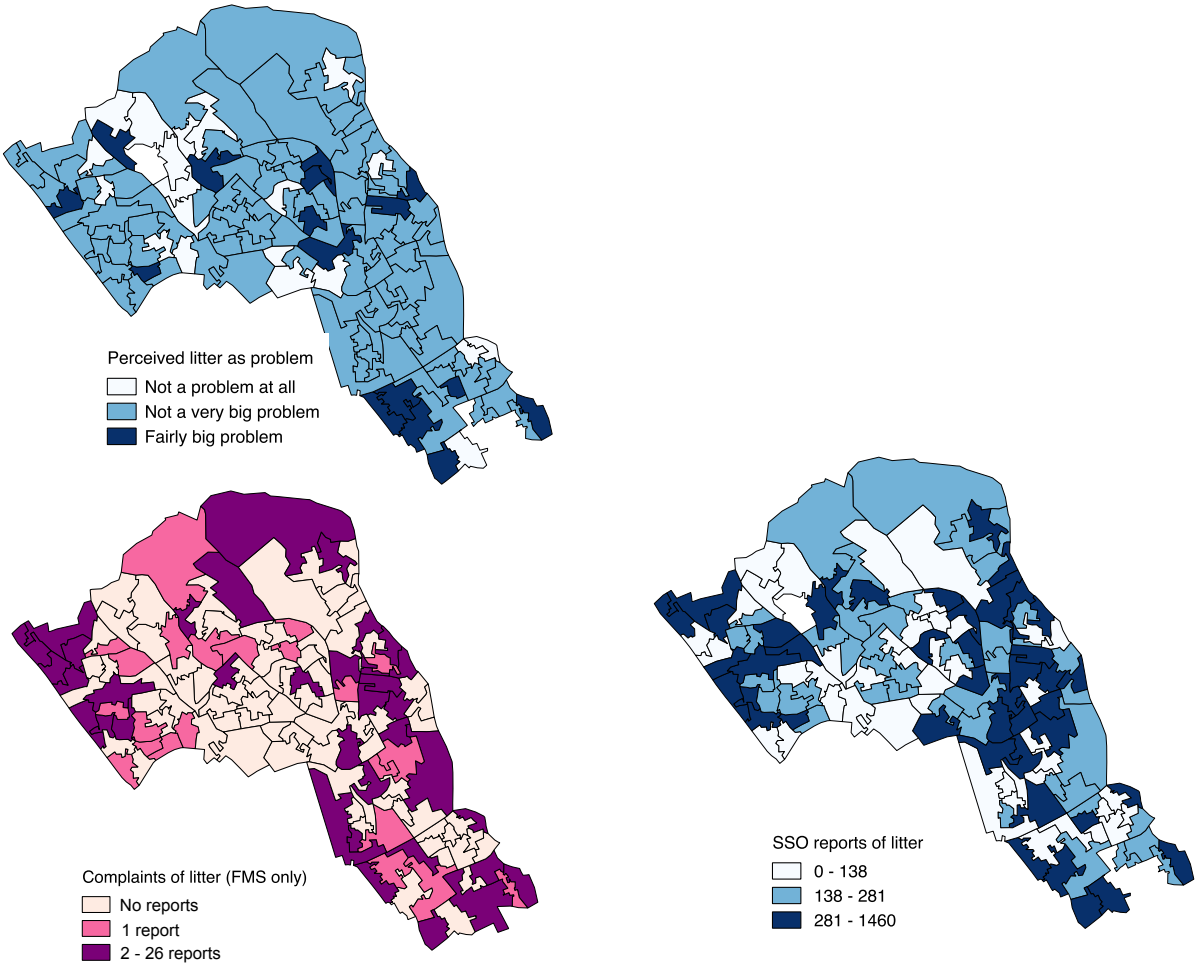 Perceived litter as problem
Not a problem at all
Not a very big problem
Fairly big problem
Complaints of litter (FMS only)
No reports
1 report
2 - 26 reports
SSO reports of litter
0 - 138
138 - 281
281 - 1460